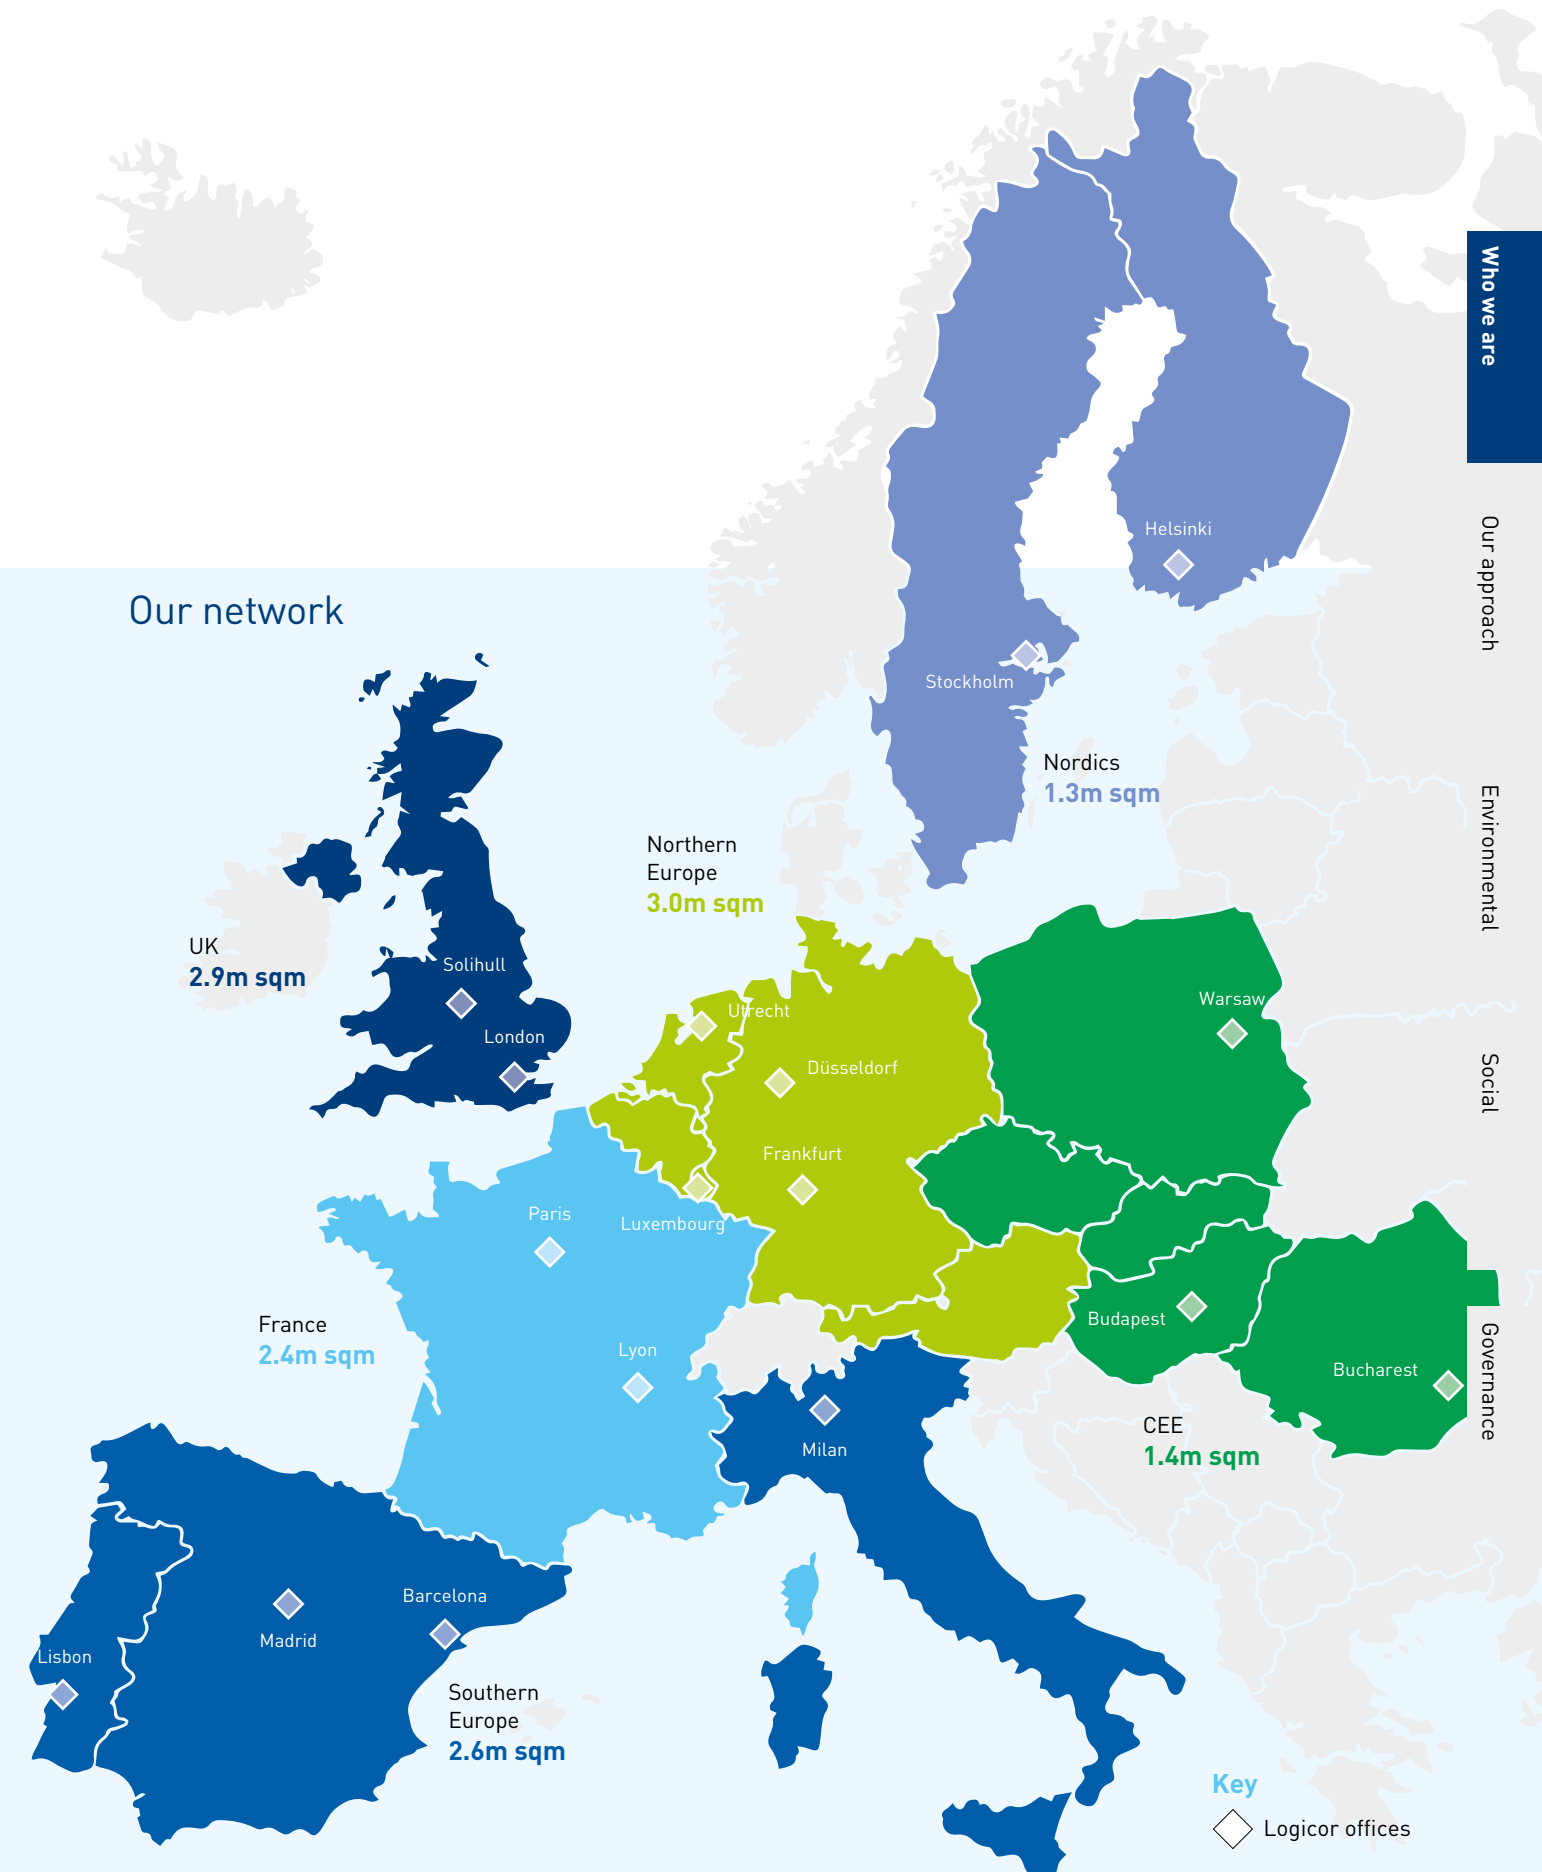 Who we are
Our approach
Environmental
Social
Governance
Our network
Helsinki
Stockholm
Nordics
1.3m sqm
Northern
Europe
3.0m sqm
UK
2.9m sqm
Solihull
London
Utrecht
Düsseldorf
Frankfurt
Luxembourg
Warsaw
Budapest
Bucharest
CEE
1.4m sqm
Paris
Lyon
France
2.4m sqm
Milan
Barcelona
Madrid
Lisbon
Southern
Europe
2.6m sqm
Key
Logicor offices